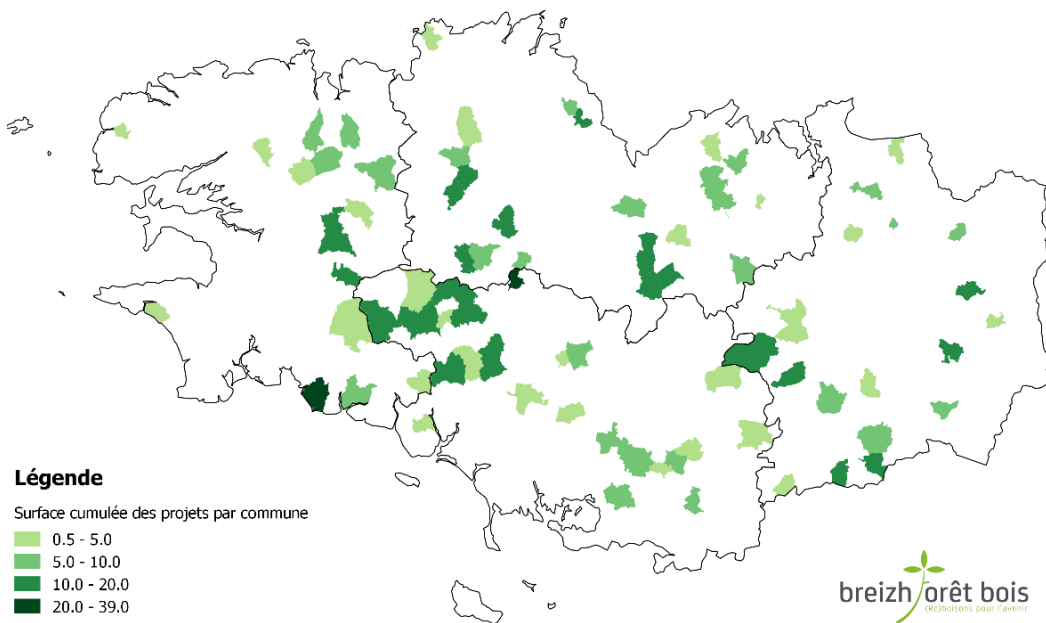 Légende
Surface cumulée des projets par commune
0.5 - 5.0
5.0 - 10.0
10.0 - 20.0
20.0 - 39.0
breizh forêt bois
(Re)boisons pour l'avenir